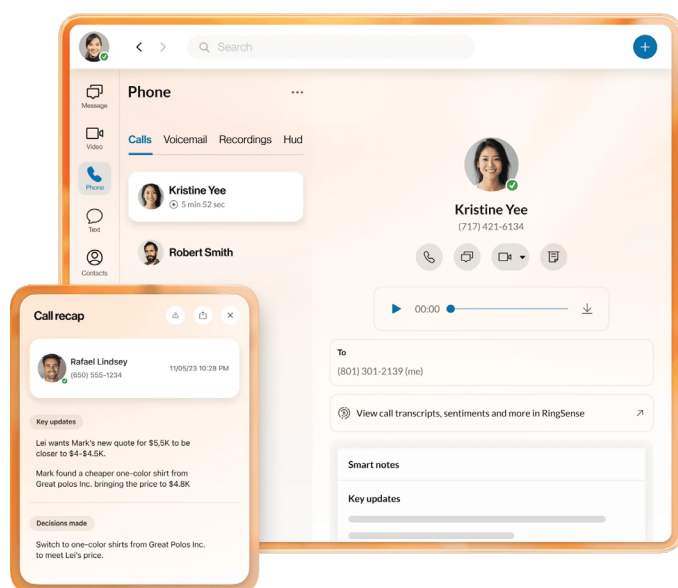 Search
Message
Video
Phone
Text
Contacts
Phone
Calls Voicemail Recordings Hud
Kristine Yee
5 min 52 sec
Robert Smith
Kristine Yee
(717) 421-6134
00:00
To
(801) 301-2139 (me)
View call transcripts, sentiments and more in RingSense
Smart notes
Key updates
Call recap
Rafael Lindsey
(650) 555-1234
11/05/23 10:28 PM
Key updates
Lei wants Mark's new quote for $5,5K to be
closer to $4-$4.5K.
Mark found a cheaper one-color shirt from
Great polos Inc. bringing the price to $4.8K
Decisions made
Switch to one-color shirts from Great Polos Inc.
to meet Lei's price.